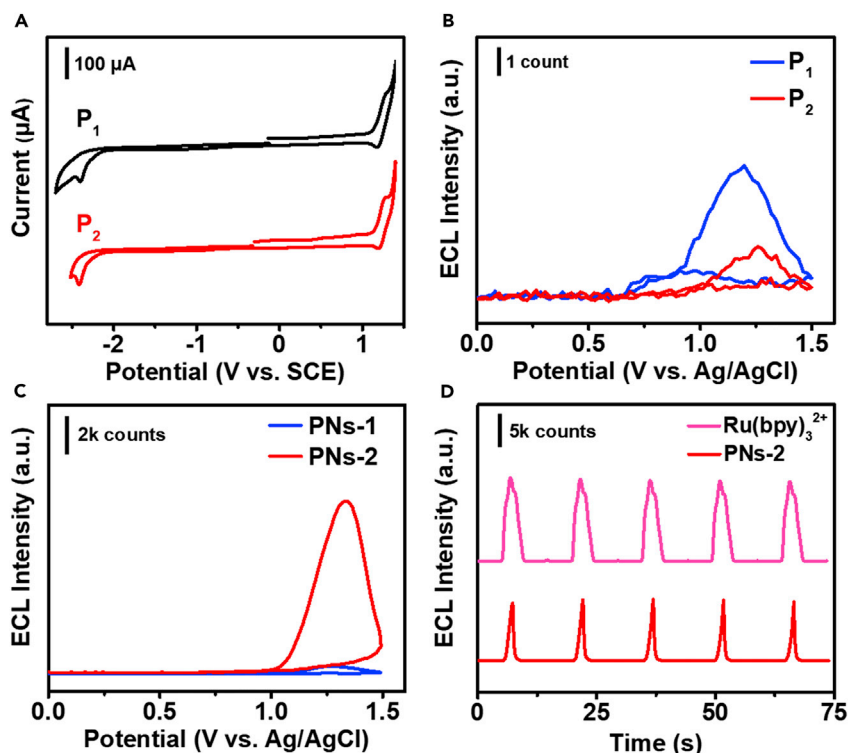 A
100 µA
P1
P2
Current (µA)
-2
-1
0
1
Potential (V vs. SCE)
B
1 count
P1
P2
ECL Intensity (a.u.)
0.0
0.5
1.0
1.5
Potential (V vs. Ag/AgCl)
C
2k counts
PNs-1
PNs-2
ECL Intensity (a.u.)
0.0
0.5
1.0
1.5
Potential (V vs. Ag/AgCl)
D
5k counts
Ru(bpy)₃²⁺
PNs-2
ECL Intensity (a.u.)
0
25
50
75
Time (s)